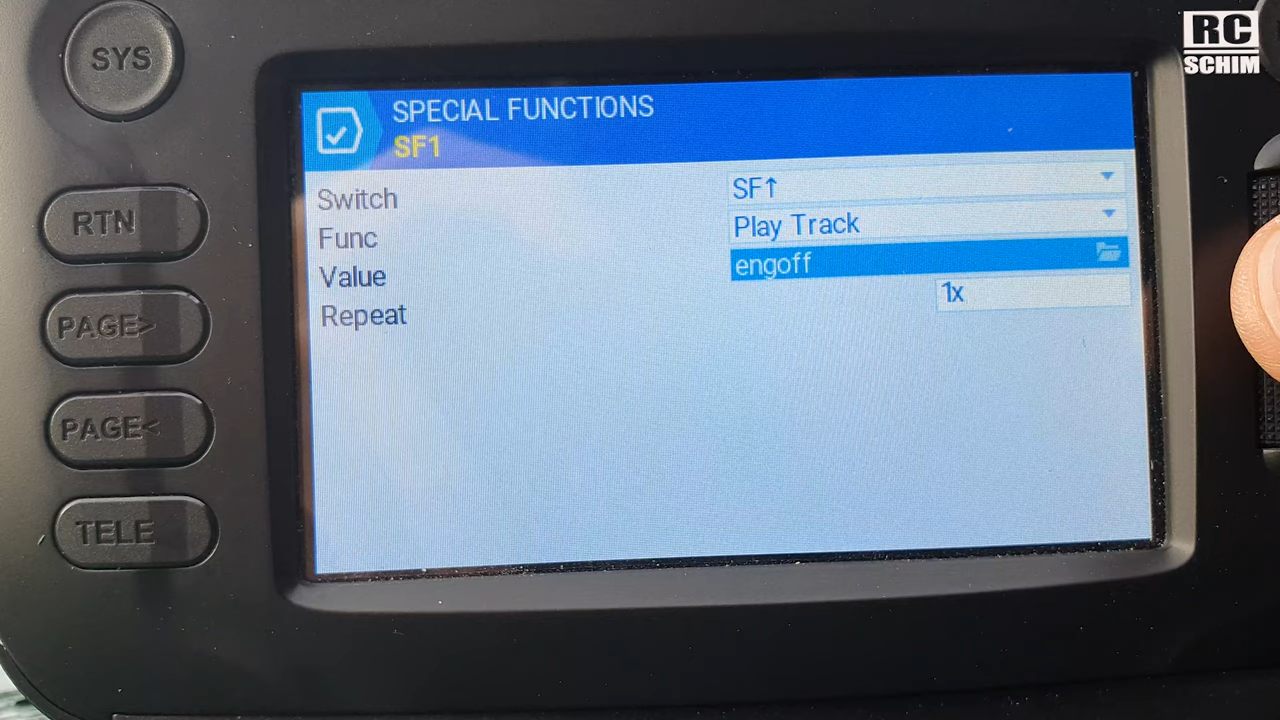 RC
SCHIM
SYS
SPECIAL FUNCTIONS
SF1
Switch
SF↑
RTN
Func
Play Track
Value
engoff
Repeat
1x
PAGE>
PAGE<
TELE